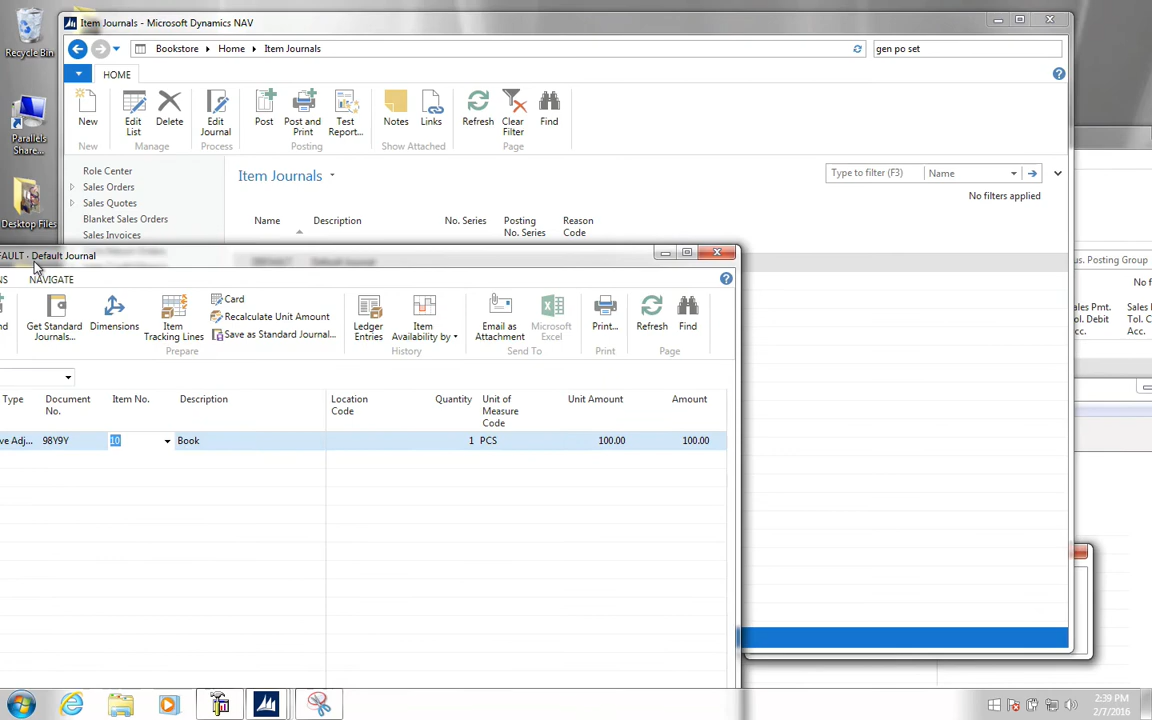 Recycle Bin
Parallels
Share...
Desktop Files
Item Journals - Microsoft Dynamics NAV
Bookstore
Home
Item Journals
gen po set
HOME
New
Edit
List
Delete
Edit
Journal
Post
Post and
Print
Test
Report...
Notes
Links
Refresh
Clear
Filter
Find
New
Manage
Process
Posting
Show Attached
Page
Role Center
Sales Orders
Sales Quotes
Blanket Sales Orders
Sales Invoices
Item Journals
Type to filter (F3)
Name
No filters applied
Name
Description
No. Series
Posting
No. Series
Reason
Code
AULT · Default Journal
NAVIGATE
Get Standard
Journals...
Dimensions
Item
Tracking Lines
Card
Recalculate Unit Amount
Save as Standard Journal...
Ledger
Entries
Item
Availability by
Email as
Attachment
Microsoft
Excel
Print...
Refresh
Find
Prepare
History
Send To
Print
Page
Type
Document
No.
Item No.
Description
Location
Code
Quantity
Unit of
Measure
Code
Unit Amount
Amount
ve Adj...
98Y9Y
10
Book
1
PCS
100.00
100.00
us. Posting Group
No f
les Pmt.
Debit
Acc.
Sales
Tol. C
Acc.
2:39 PM
2/7/2016